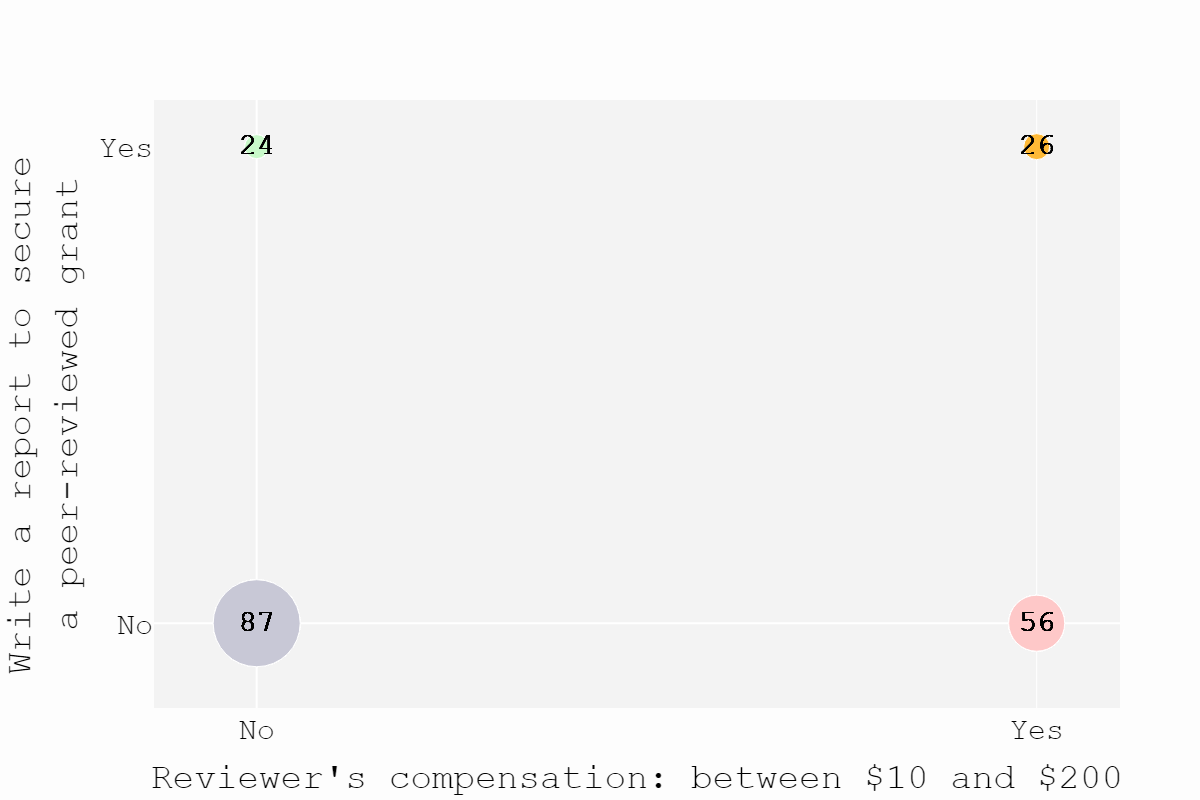 Write a report to secure
a peer-reviewed grant
Yes
24
26
No
87
56
No
Yes
Reviewer's compensation: between $10 and $200